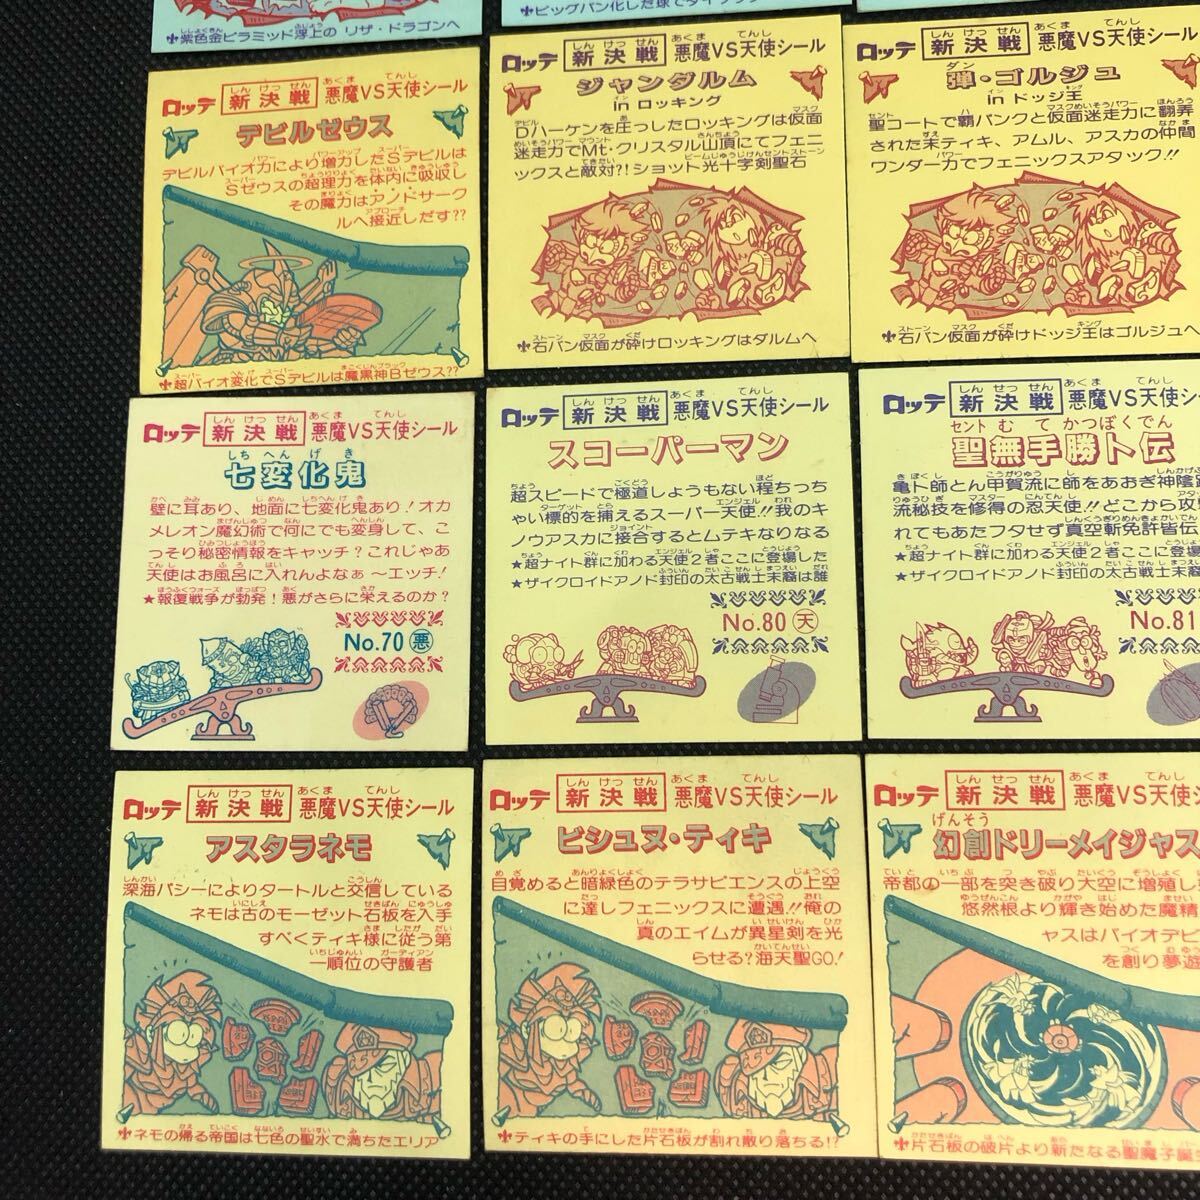 紫色金ピラミッド浮上の リザ・ドラゴンへ
ロッテ 新決戦 悪魔VS天使シール
デビルゼウス
デビルバイオ力により増力したSデビルは
Sゼウスの超理力を体内に吸収し
その魔力はアノドサーク
ルへ接近しだす??
超バイオ変化でSデビルは魔黒神Bゼウス??
ロッテ 新決戦 悪魔VS天使シール
ジャンダルム
in ロッキング
Dハーケンを庄っしたロッキングは仮面
迷走力でMt・クリスタル山頂にてフェニ
ックスと敵対?!ショット光十字剣聖石
石バン仮面が砕けロッキングはダルムへ
ロッテ 新決戦 悪魔VS天使シール
弾・ゴルジュ
in ドッジ王
聖コートで覇バンクと仮面迷走力に翻弄
された末ティキ、アムル、アスカの仲間
ワンダー力でフェニックスアタック!!
石バン仮面が砕けドッジ王はゴルジュへ
ロッテ 新決戦 悪魔VS天使シール
七変化鬼
壁に耳あり、地面に七変化鬼あり!オカ
メレオン魔幻術で何にでも変身して、こ
っそり秘密情報をキャッチ?これじゃあ
天使はお風呂に入れんよなぁ〜エッチ!
★報復戦争が勃発!悪がさらに栄えるのか?
No.70 悪
ロッテ 新決戦 悪魔VS天使シール
スコーパーマン
超スピードで極道しようもない程ちっち
ゃい標的を捕えるスーパー天使!!我のキ
ノウアスカに接合するとムテキなりなる
★超ナイト群に加わる天使2者ここに登場した
★ザイクロイドアノド封印の太古戦士末裔は誰
No.80 天
ロッテ 新決戦 悪魔VS天使シー
聖無手勝ト伝
亀ト師とん甲賀流に師をあおぎ神陰
流秘技を修得の忍天使!!どこから攻
れてもあたフタせず真空斬免許皆伝
★超ナイト群に加わる天使2者ここに登場
★ザイクロイドアノド封印の太古戦士末裔は
No.81
ロッテ 新決戦 悪魔VS天使シール
アスタラネモ
深海バシーによりタートルと交信している
ネモは古のモーゼット石板を入手
すべくティキ様に従う第
一順位の守護者
ネモの帰る帝国は七色の聖水で満ちたエリア
ロッテ 新決戦 悪魔VS天使シール
ビシュヌ・ティキ
目覚めると暗緑色のテラサピエンスの上空
に達しフェニックスに遭遇!!俺の
真のエイムが異星剣を光
らせる?海天聖GO!
ティキの手にした片石板が割れ散り落ちる!?
ロッテ 新決戦 悪魔VS天使シ
幻創ドリーメイジャス
帝都の一部を突き破り大空に増殖し
悠然根より輝き始めた魔精
ャスはバイオデビ
を創り夢遊
片石板の破片より新たなる聖魔子誕